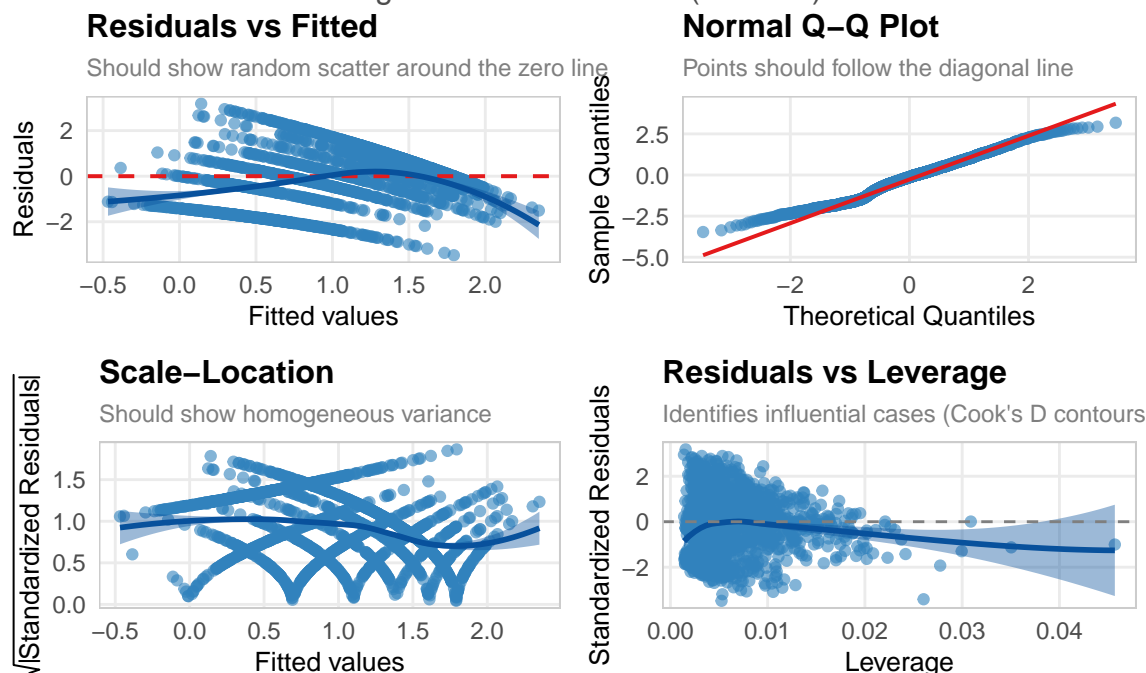 Residuals vs Fitted
Should show random scatter around the zero line
Residuals
2
0
−2
−0.5 0.0 0.5 1.0 1.5 2.0
Fitted values
Normal Q−Q Plot
Points should follow the diagonal line
Sample Quantiles
2.5
0.0
−2.5
−5.0
−2 0 2
Theoretical Quantiles
Scale−Location
Should show homogeneous variance
√|Standardized Residuals|
1.5
1.0
0.5
0.0
−0.5 0.0 0.5 1.0 1.5 2.0
Fitted values
Residuals vs Leverage
Identifies influential cases (Cook's D contours
Standardized Residuals
2
0
−2
0.00 0.01 0.02 0.03 0.04
Leverage